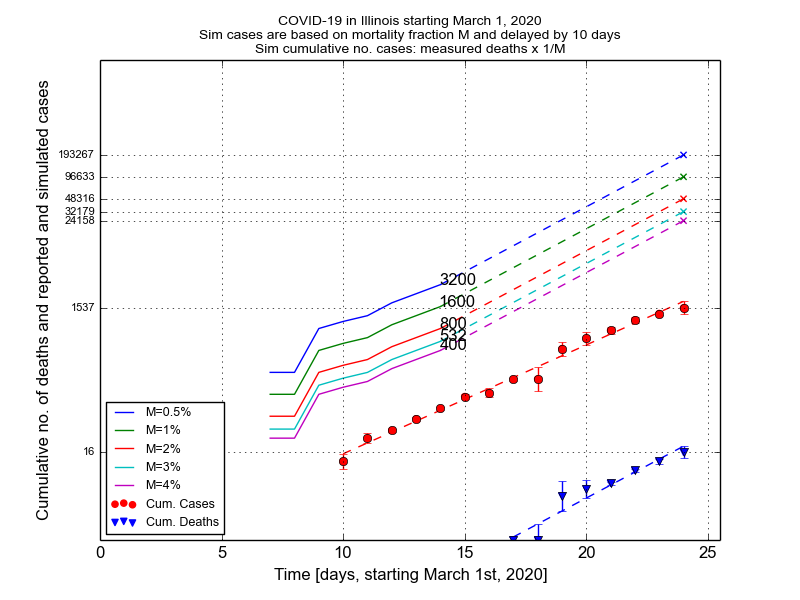 COVID-19 in Illinois starting March 1, 2020
Sim cases are based on mortality fraction M and delayed by 10 days
Sim cumulative no. cases: measured deaths x 1/M
Cumulative no. of deaths and reported and simulated cases
193267
96633
48316
32179
24158
1537
16
3200
1600
800
532
400
M=0.5%
M=1%
M=2%
M=3%
M=4%
Cum. Cases
Cum. Deaths
0 5 10 15 20 25
Time [days, starting March 1st, 2020]